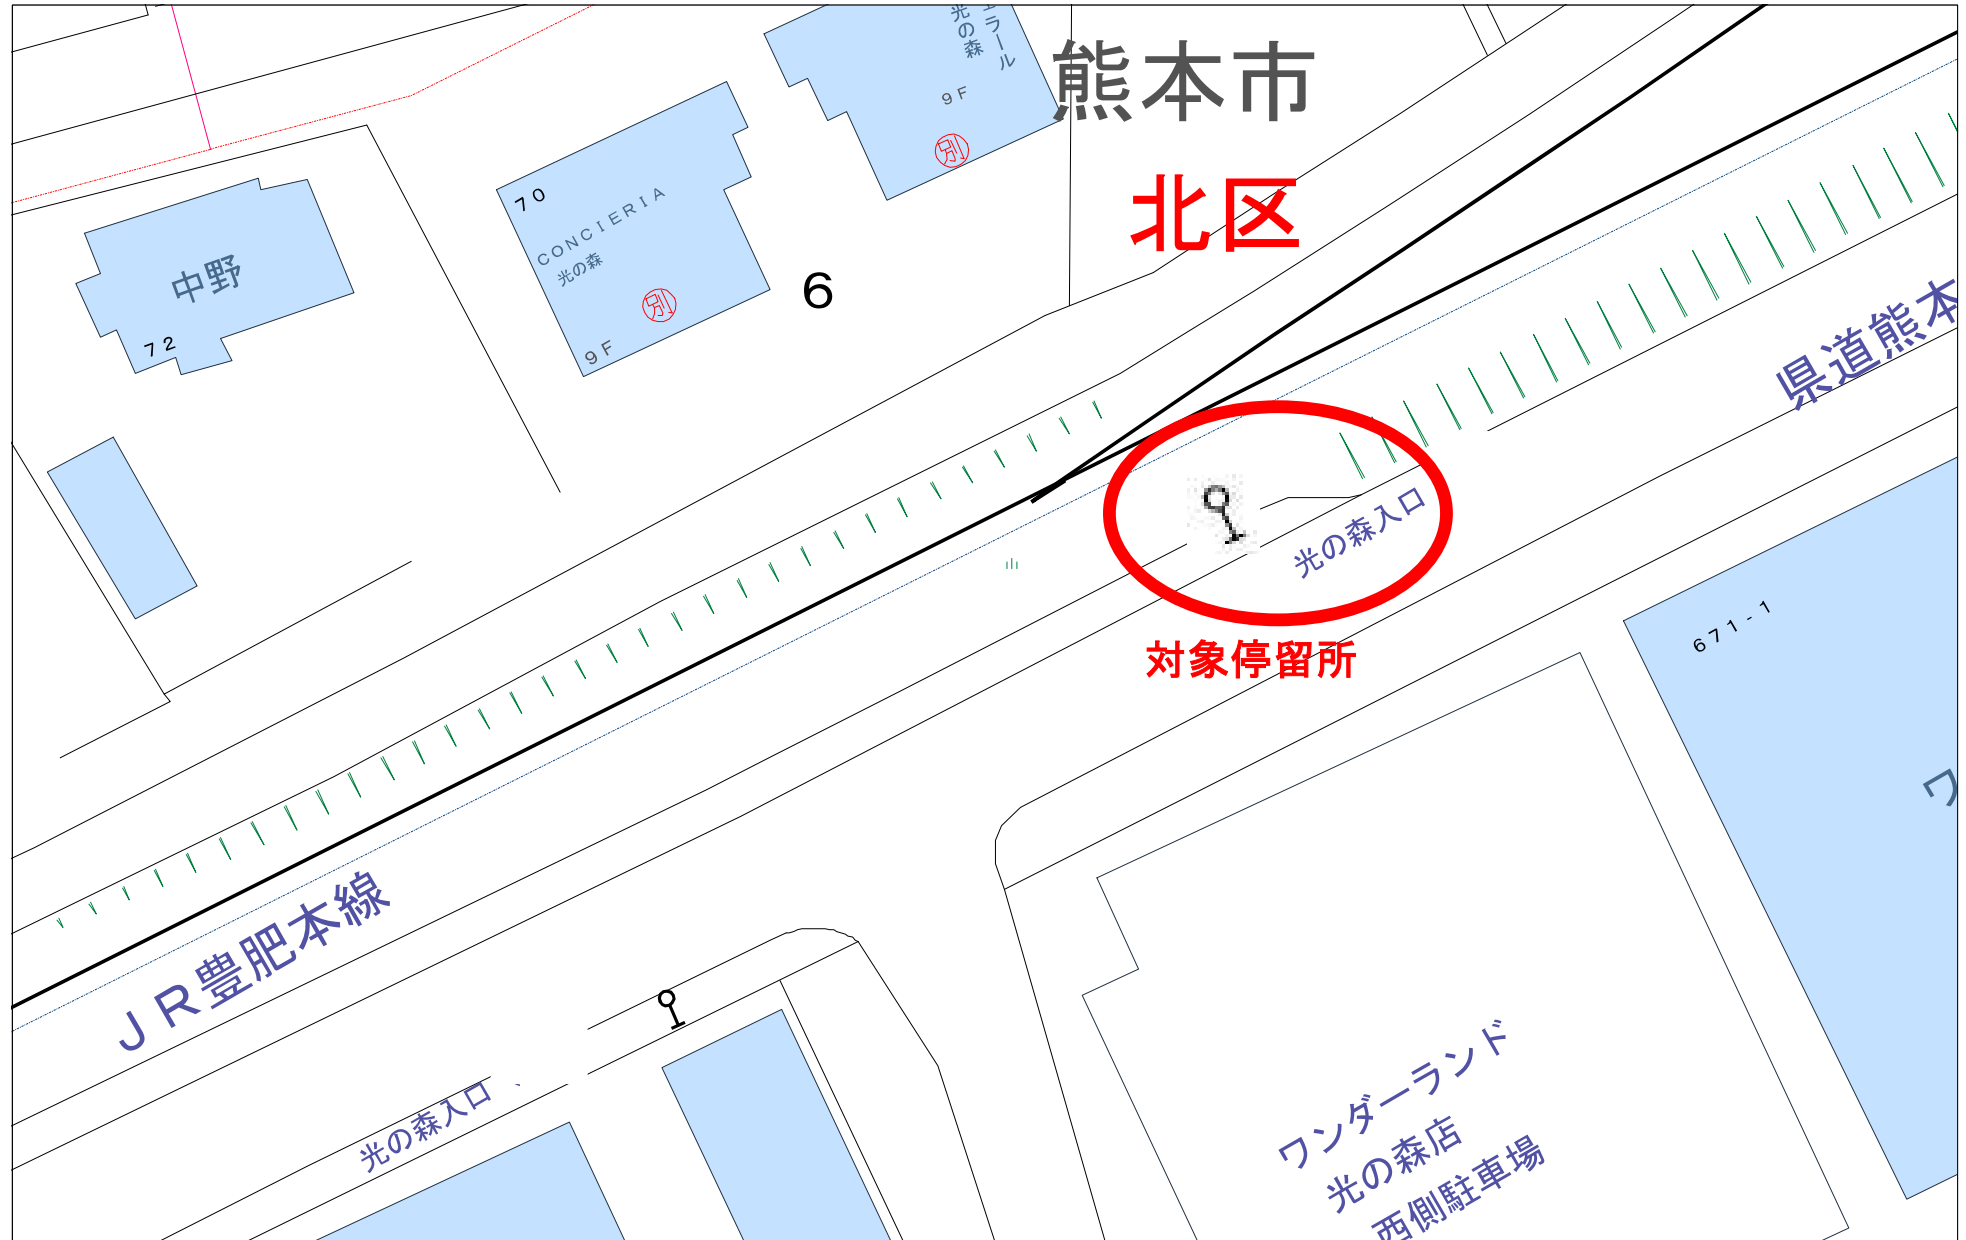 ラール
光の森
9F
別
熊本市
北区
70
CONCIERIA
光の森
別
9F
6
中野
72
県道熊本
光の森入口
対象停留所
671-1
ワ
JR豊肥本線
光の森入口
ワンダーランド
光の森店
西側駐車場